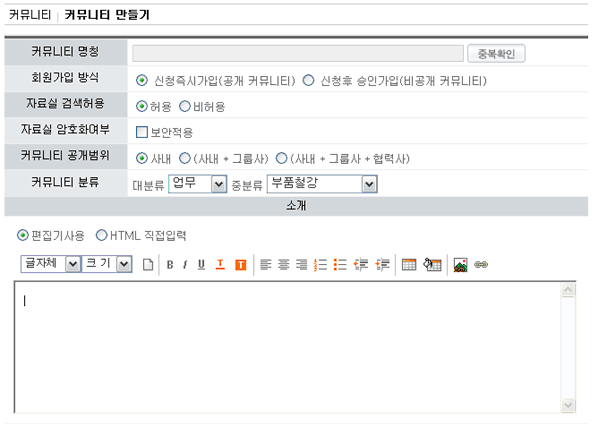 커뮤니티 | 커뮤니티 만들기
커뮤니티 명칭 중복확인
회원가입 방식 신청즉시가입(공개 커뮤니티) 신청후 승인가입(비공개 커뮤니티)
자료실 검색허용 허용 비허용
자료실 암호화여부 보안적용
커뮤니티 공개범위 사내 (사내 + 그룹사) (사내 + 그룹사 + 협력사)
커뮤니티 분류 대분류 업무 중분류 부품철강
소개
편집기사용 HTML 직접입력
글자체 크 기 B I U T T